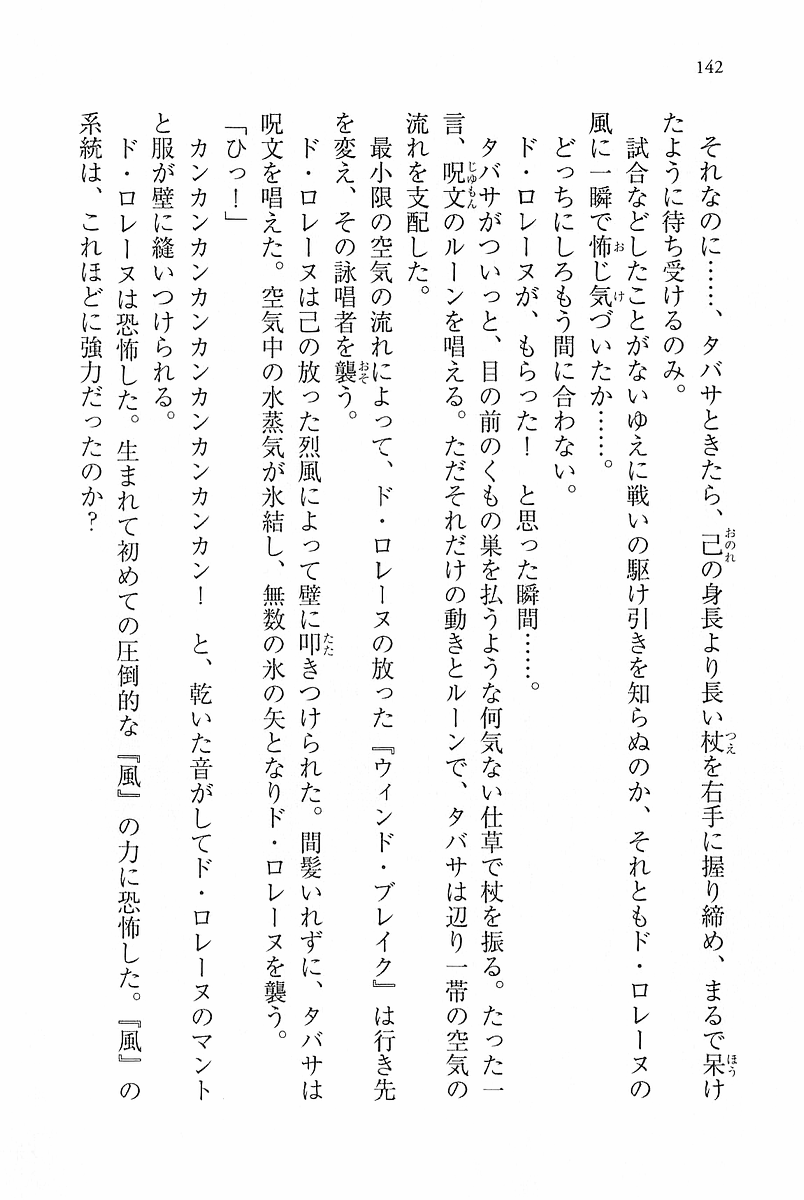 142
それなのに……、タバサときたら、己の身長より長い杖を右手に握り締め、まるで呆け
たように待ち受けるのみ。
試合などしたことがないゆえに戦いの駆け引きを知らぬのか、それともド・ロレーヌの
風に一瞬で怖じ気づいたか……。
どっちにしろもう間に合わない。
ド・ロレーヌが、もらった！　と思った瞬間……。
タバサがついっと、目の前のくもの巣を払うような何気ない仕草で杖を振る。たった一
言、呪文のルーンを唱える。ただそれだけの動きとルーンで、タバサは辺り一帯の空気の
流れを支配した。
最小限の空気の流れによって、ド・ロレーヌの放った『ウィンド・ブレイク』は行き先
を変え、その詠唱者を襲う。
ド・ロレーヌは己の放った烈風によって壁に叩きつけられた。間髪いれずに、タバサは
呪文を唱えた。空気中の水蒸気が氷結し、無数の氷の矢となりド・ロレーヌを襲う。
「ひっ！」
カンカンカンカンカンカンカンカン！　と、乾いた音がしてド・ロレーヌのマント
と服が壁に縫いつけられる。
ド・ロレーヌは恐怖した。生まれて初めての圧倒的な『風』の力に恐怖した。『風』の
系統は、これほどに強力だったのか？